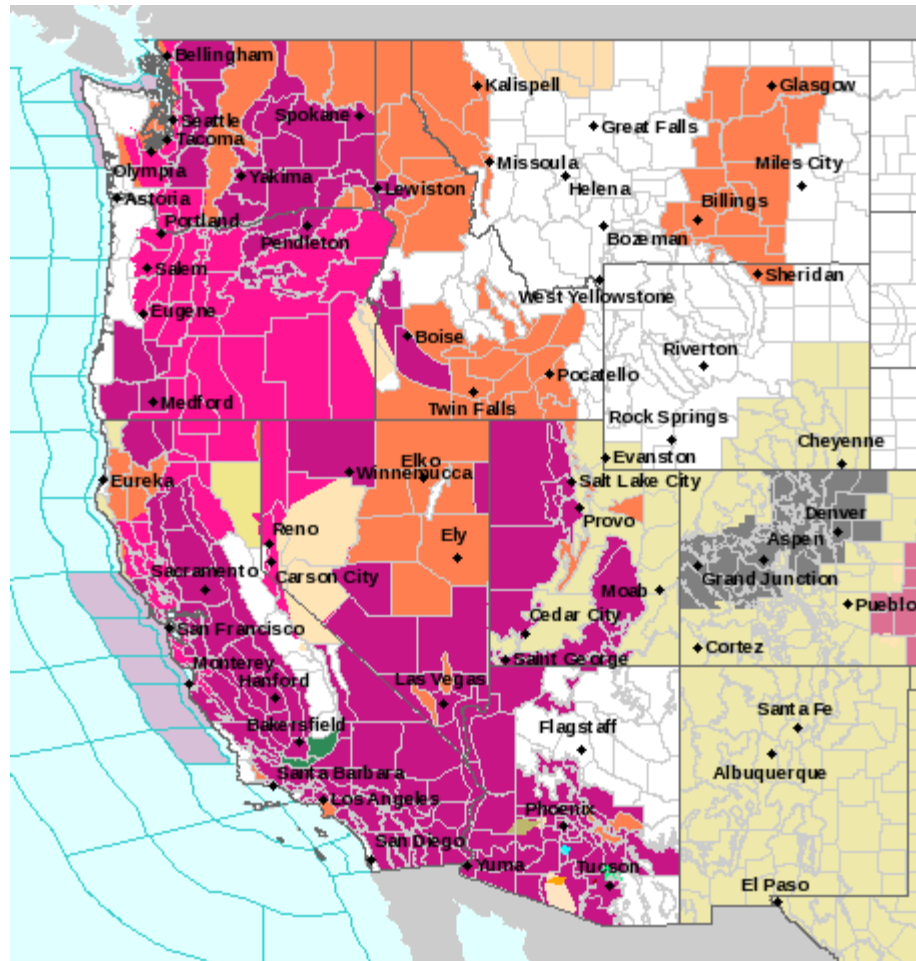 Bellingham
Kalispell
Glasgow
Seattle
Spokane
Great Falls
Tacoma
Olympia
Missoula
Miles City
Yakima
Lewiston
Helena
Astoria
Billings
Portland
Pendleton
Bozeman
Salem
Sheridan
West Yellowstone
Eugene
Boise
Riverton
Pocatello
Medford
Twin Falls
Rock Springs
Cheyenne
Elko
Evanston
Eureka
Winnemucca
Salt Lake City
Provo
Denver
Reno
Ely
Aspen
Sacramento
Carson City
Grand Junction
Moab
Pueblo
Cedar City
San Francisco
Cortez
Monterey
Saint George
Hanford
Las Vegas
Santa Fe
Bakersfield
Flagstaff
Albuquerque
Santa Barbara
Los Angeles
Phoenix
San Diego
Yuma
Tucson
El Paso